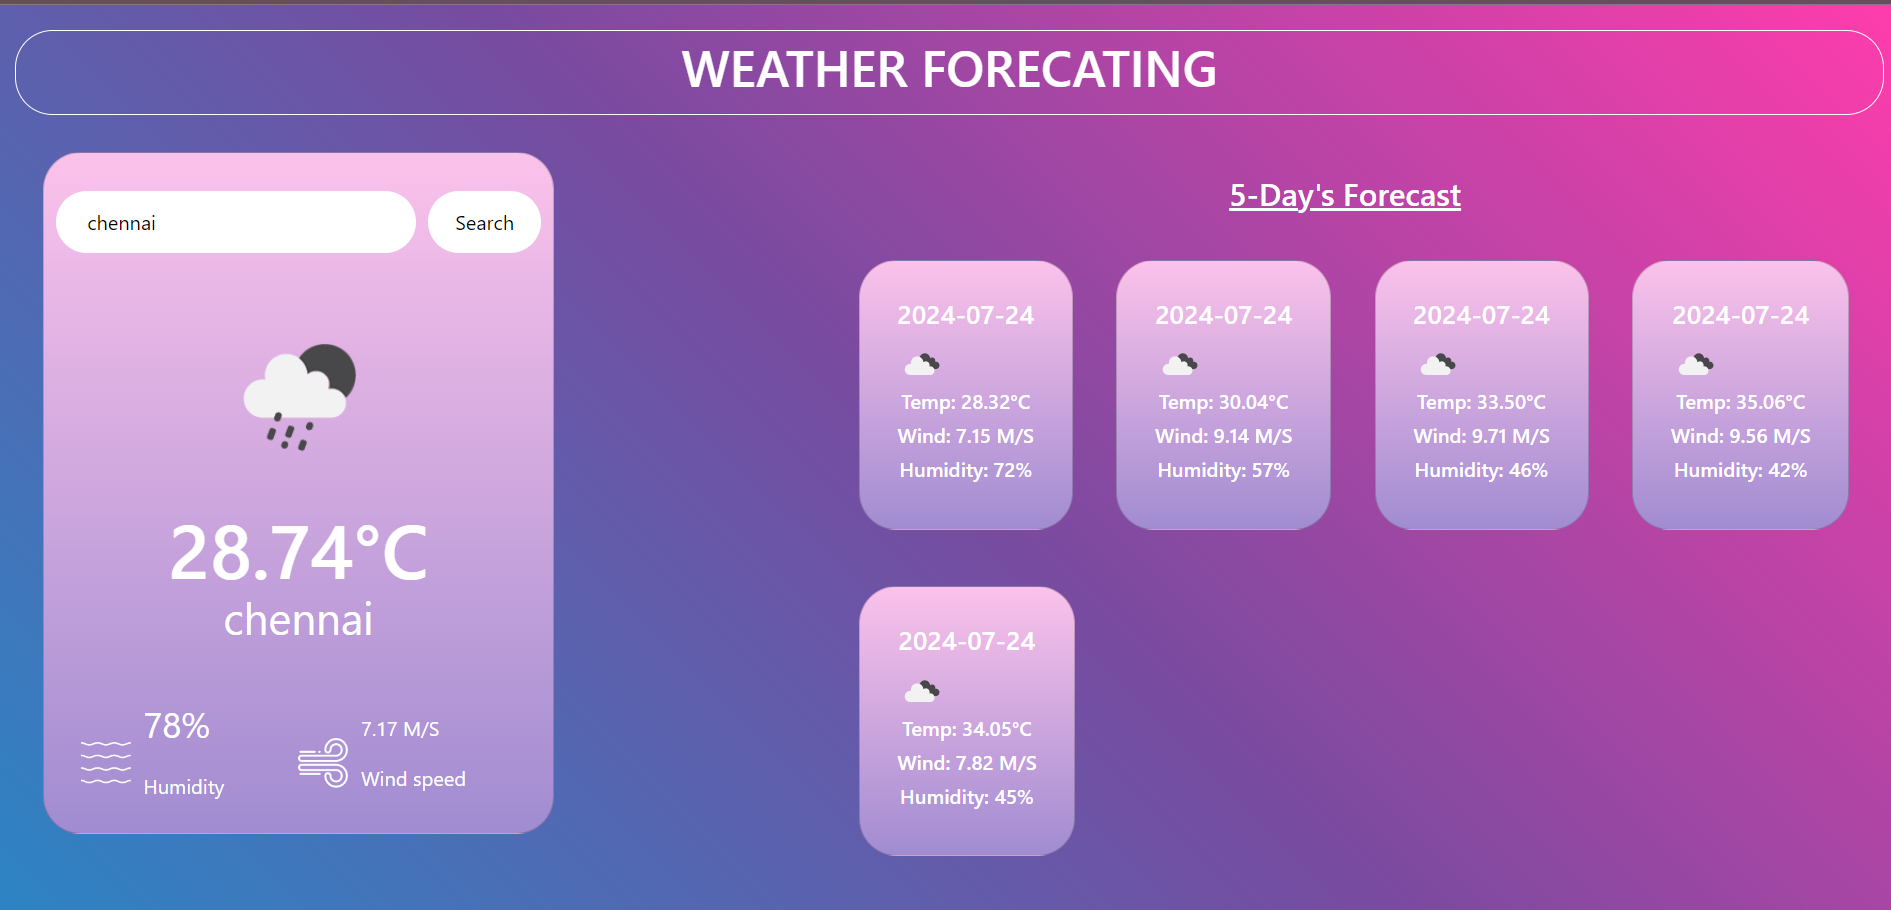 WEATHER FORECATING
chennai
Search
28.74°C
chennai
78%
Humidity
7.17 M/S
Wind speed
5-Day's Forecast
2024-07-24
Temp: 28.32°C
Wind: 7.15 M/S
Humidity: 72%
2024-07-24
Temp: 30.04°C
Wind: 9.14 M/S
Humidity: 57%
2024-07-24
Temp: 33.50°C
Wind: 9.71 M/S
Humidity: 46%
2024-07-24
Temp: 35.06°C
Wind: 9.56 M/S
Humidity: 42%
2024-07-24
Temp: 34.05°C
Wind: 7.82 M/S
Humidity: 45%